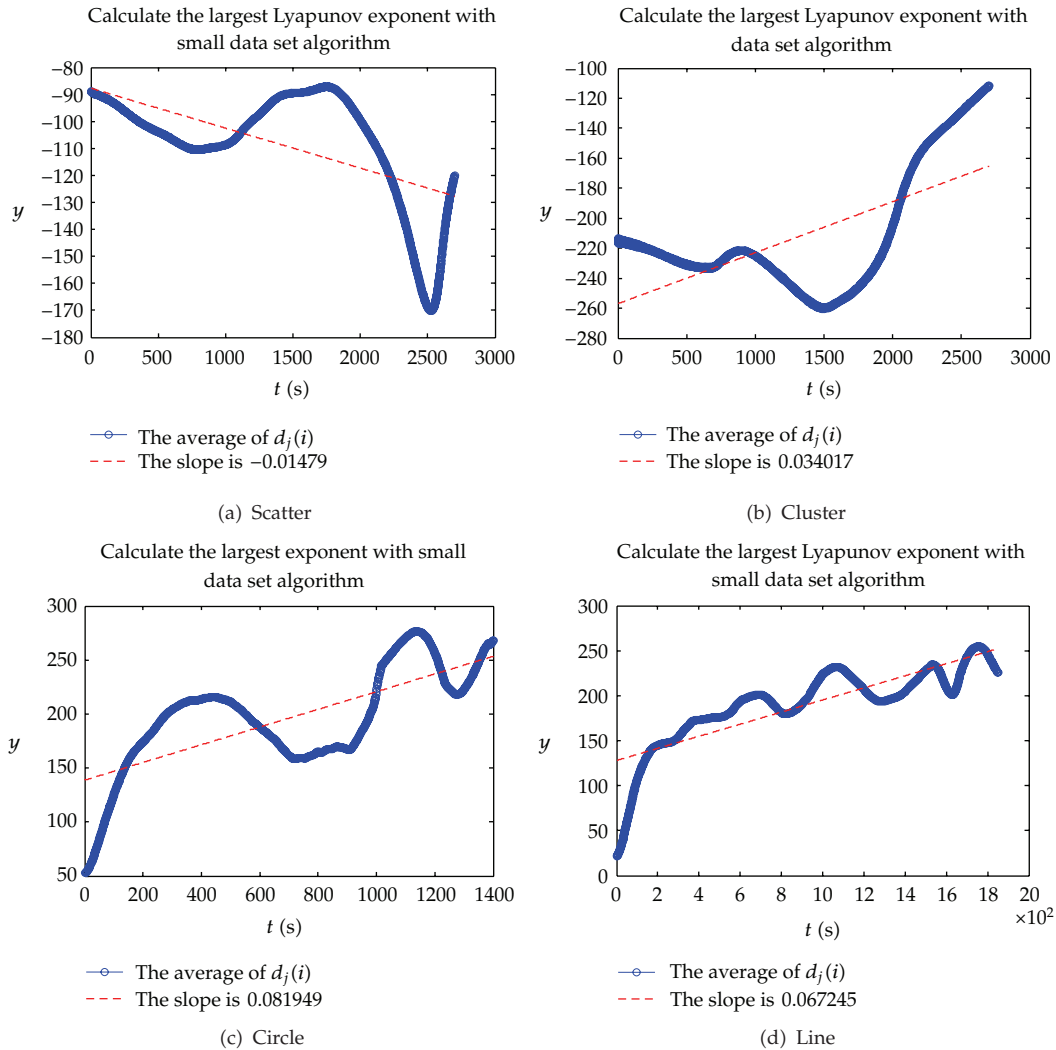 Calculate the largest Lyapunov exponent with
small data set algorithm
−80
−90
−100
−110
−120
−130
−140
−150
−160
−170
−180
y
0 500 1000 1500 2000 2500 3000
t (s)
The average of d_j(i)
The slope is −0.01479
(a) Scatter
Calculate the largest Lyapunov exponent with
data set algorithm
−100
−120
−140
−160
−180
−200
−220
−240
−260
−280
y
0 500 1000 1500 2000 2500 3000
t (s)
The average of d_j(i)
The slope is 0.034017
(b) Cluster
Calculate the largest exponent with small
data set algorithm
300
250
200
150
100
50
y
0 200 400 600 800 1000 1200 1400
t (s)
The average of d_j(i)
The slope is 0.081949
(c) Circle
Calculate the largest Lyapunov exponent with
small data set algorithm
300
250
200
150
100
50
0
y
0 2 4 6 8 10 12 14 16 18 20
×10²
t (s)
The average of d_j(i)
The slope is 0.067245
(d) Line